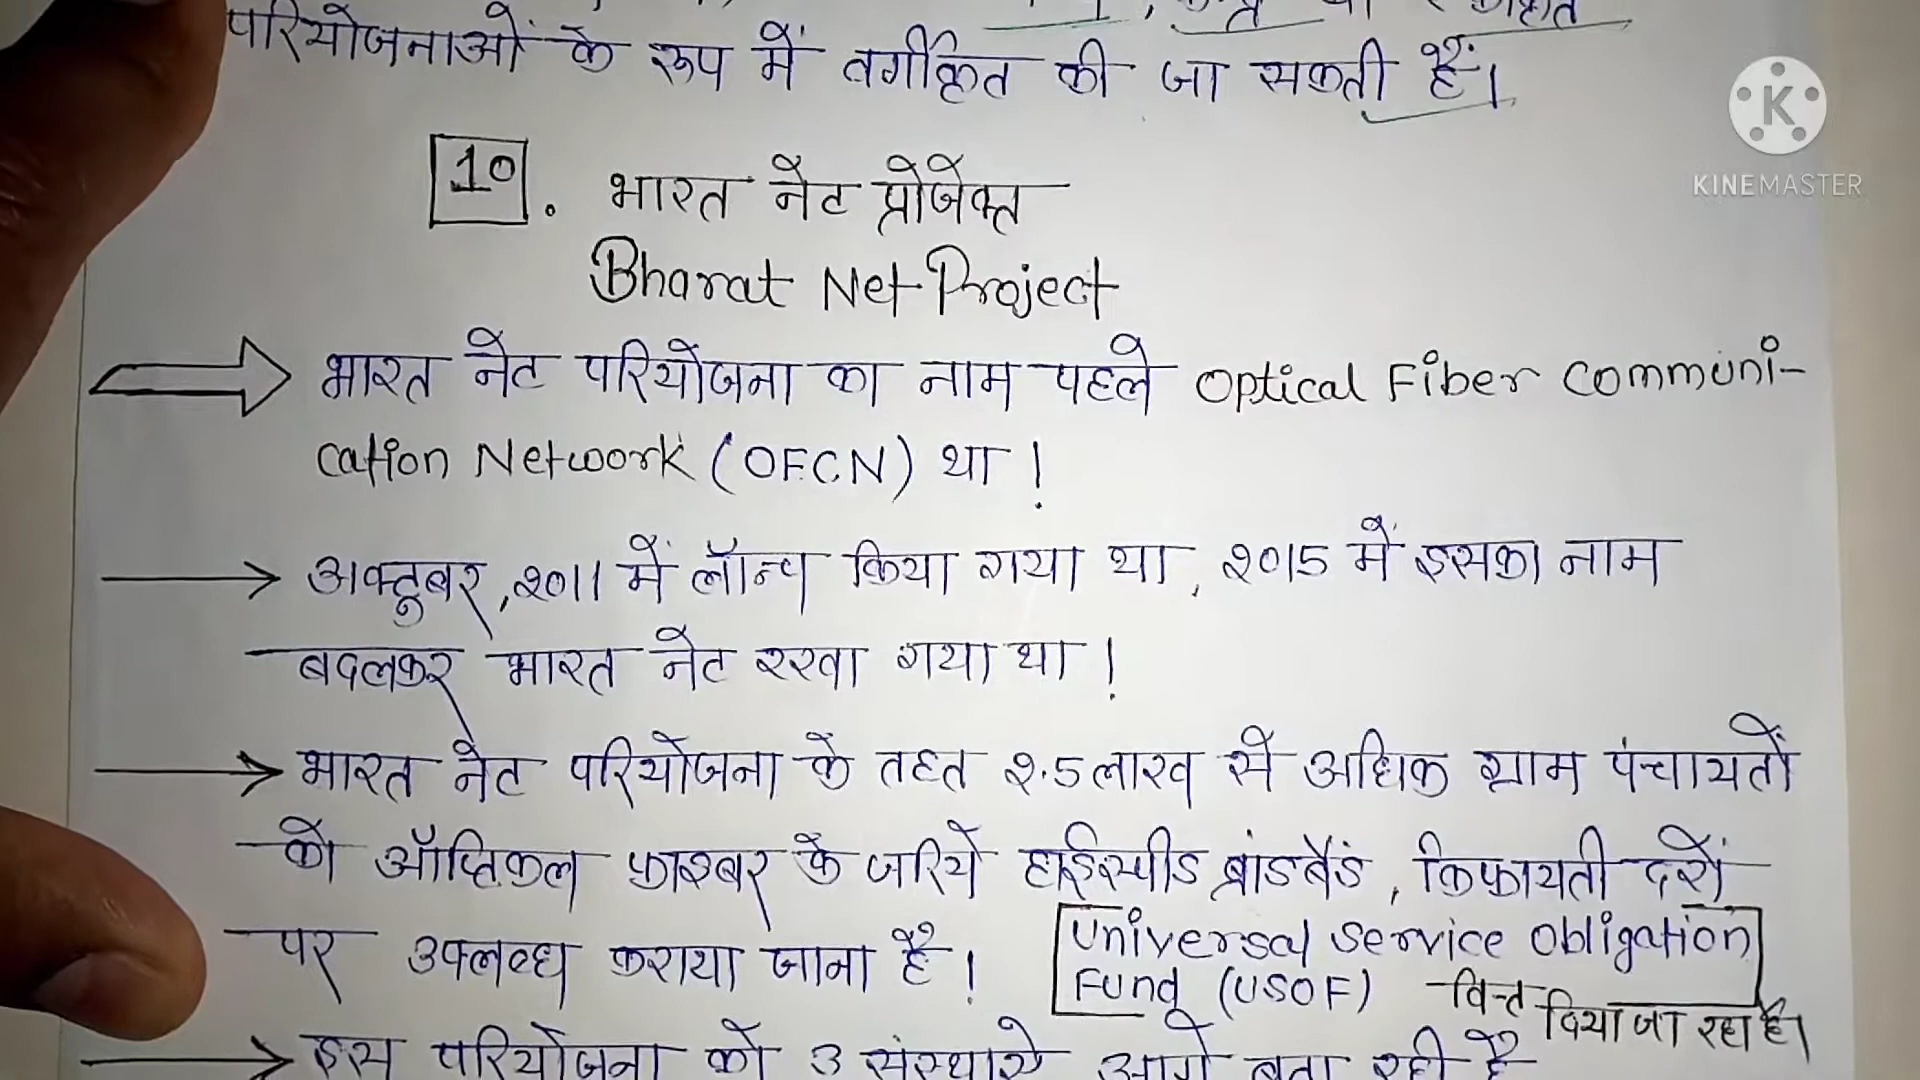 परियोजनाओं के रूप में वर्गीकृत की जा सकती हैं।
10. भारत नेट प्रोजेक्ट
Bharat Net Project
भारत नेट परियोजना का नाम पहले Optical Fiber Communi-
cation Network (OFCN) था !
अक्टुबर, 2011 में लॉन्च किया गया था, 2015 में इसका नाम
बदलकर भारत नेट रखा गया था !
भारत नेट परियोजना के तहत 2.5 लाख से अधिक ग्राम पंचायतों
को ऑप्टिकल फ़ाइबर के जरिये हाईस्पीड ब्रांडबैंड, किफायती दरों
पर उपलब्ध कराया जाना है !
Universal Service Obligation
Fund (USOF) वित्त दिया जा रहा है।
इस परियोजना को 3 संस्थाये आगे बढा रही है
KINEMASTER